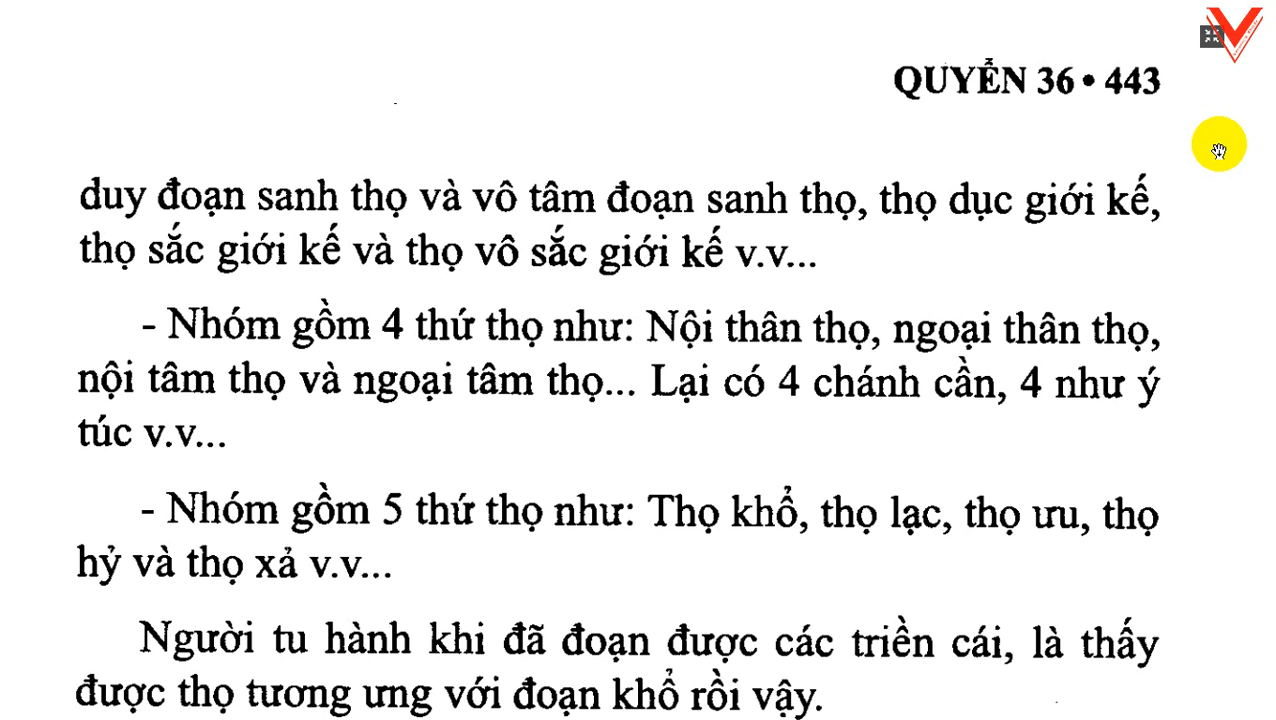 QUYỂN 36 • 443
duy đoạn sanh thọ và vô tâm đoạn sanh thọ, thọ dục giới kế,
thọ sắc giới kế và thọ vô sắc giới kế v.v...
- Nhóm gồm 4 thứ thọ như: Nội thân thọ, ngoại thân thọ,
nội tâm thọ và ngoại tâm thọ... Lại có 4 chánh cần, 4 như ý
túc v.v...
- Nhóm gồm 5 thứ thọ như: Thọ khổ, thọ lạc, thọ ưu, thọ
hỷ và thọ xả v.v...
Người tu hành khi đã đoạn được các triền cái, là thấy
được thọ tương ưng với đoạn khổ rồi vậy.